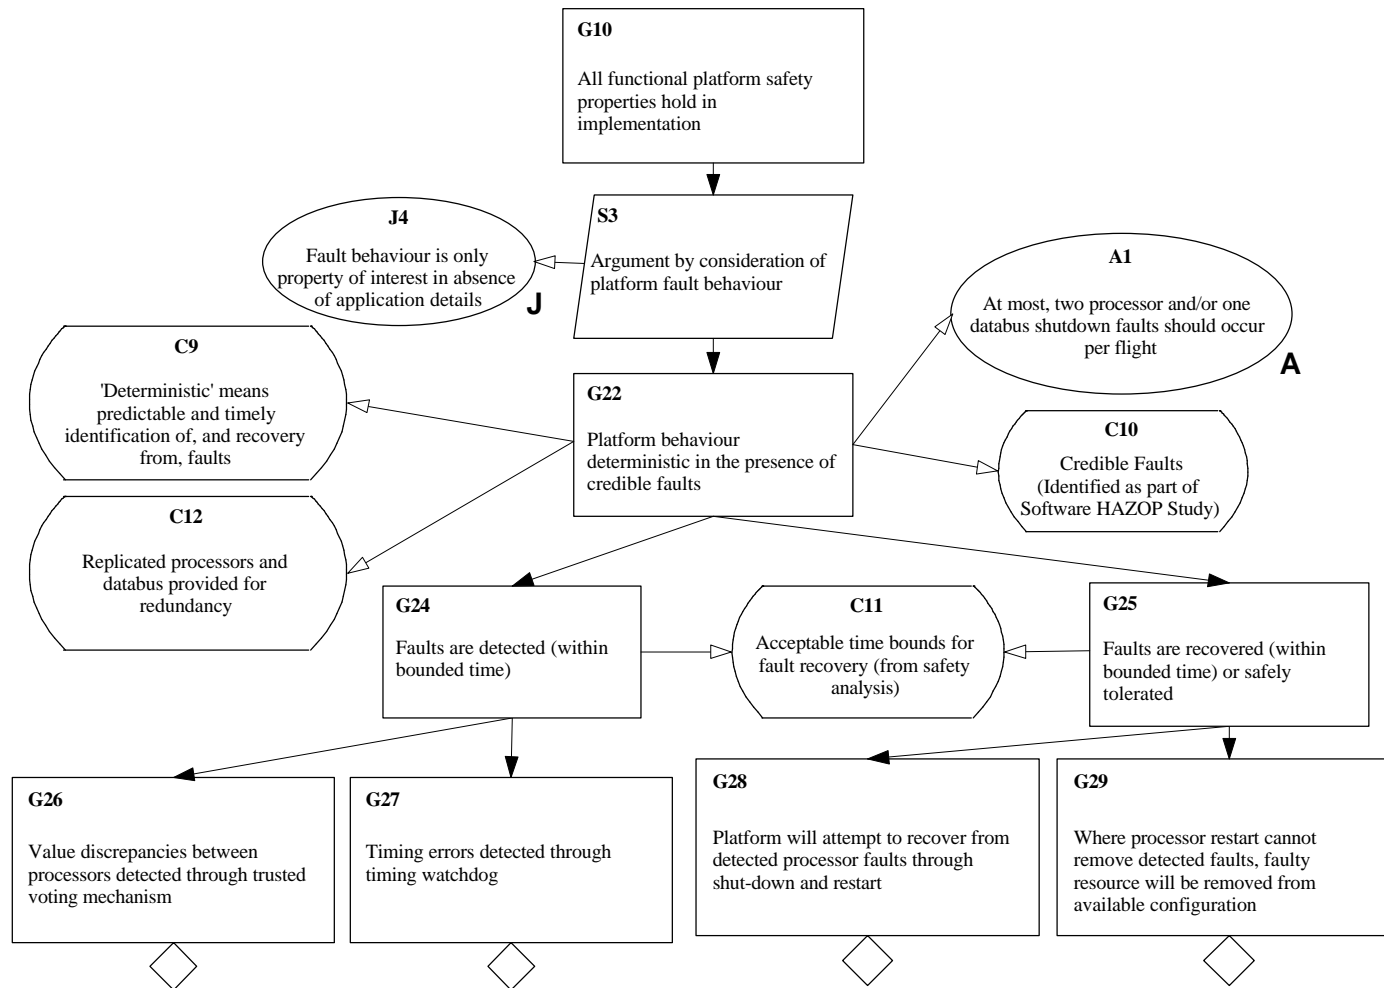 G10
All functional platform safety
properties hold in
implementation
J4
Fault behaviour is only
property of interest in absence
of application details
J
S3
Argument by consideration of
platform fault behaviour
A1
At most, two processor and/or one
databus shutdown faults should occur
per flight
A
C9
'Deterministic' means
predictable and timely
identification of, and recovery
from, faults
G22
Platform behaviour
deterministic in the presence of
credible faults
C10
Credible Faults
(Identified as part of
Software HAZOP Study)
C12
Replicated processors and
databus provided for
redundancy
G24
Faults are detected (within
bounded time)
C11
Acceptable time bounds for
fault recovery (from safety
analysis)
G25
Faults are recovered (within
bounded time) or safely
tolerated
G26
Value discrepancies between
processors detected through trusted
voting mechanism
G27
Timing errors detected through
timing watchdog
G28
Platform will attempt to recover from
detected processor faults through
shut-down and restart
G29
Where processor restart cannot
remove detected faults, faulty
resource will be removed from
available configuration